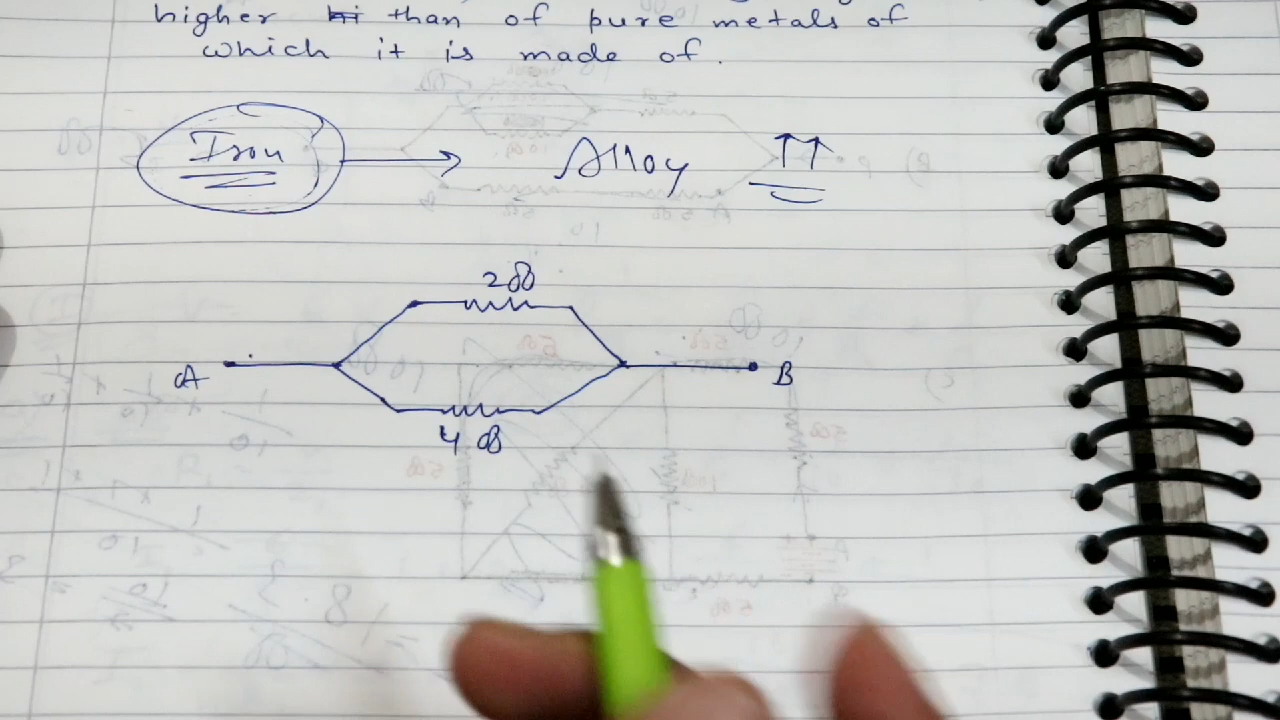 higher than of pure metals of
which it is made of.
Iron → Alloy ↑↑
2Ω
A B
4Ω